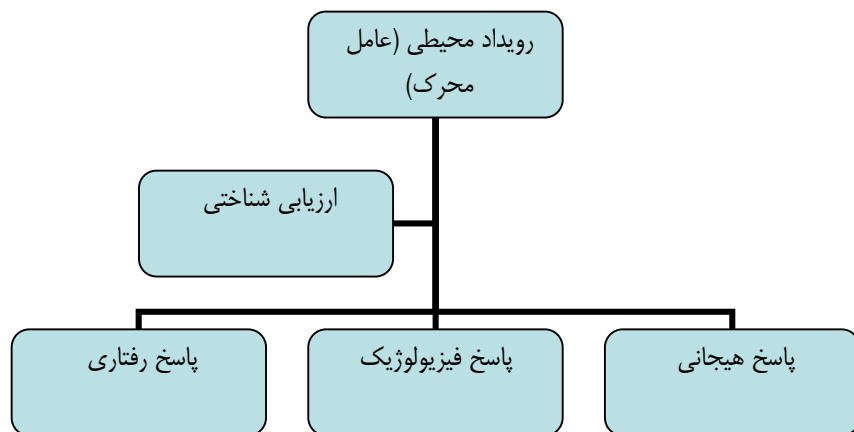 رویداد محیطی (عامل
محرک)
ارزیابی شناختی
پاسخ هیجانی
پاسخ فیزیولوژیک
پاسخ رفتاری